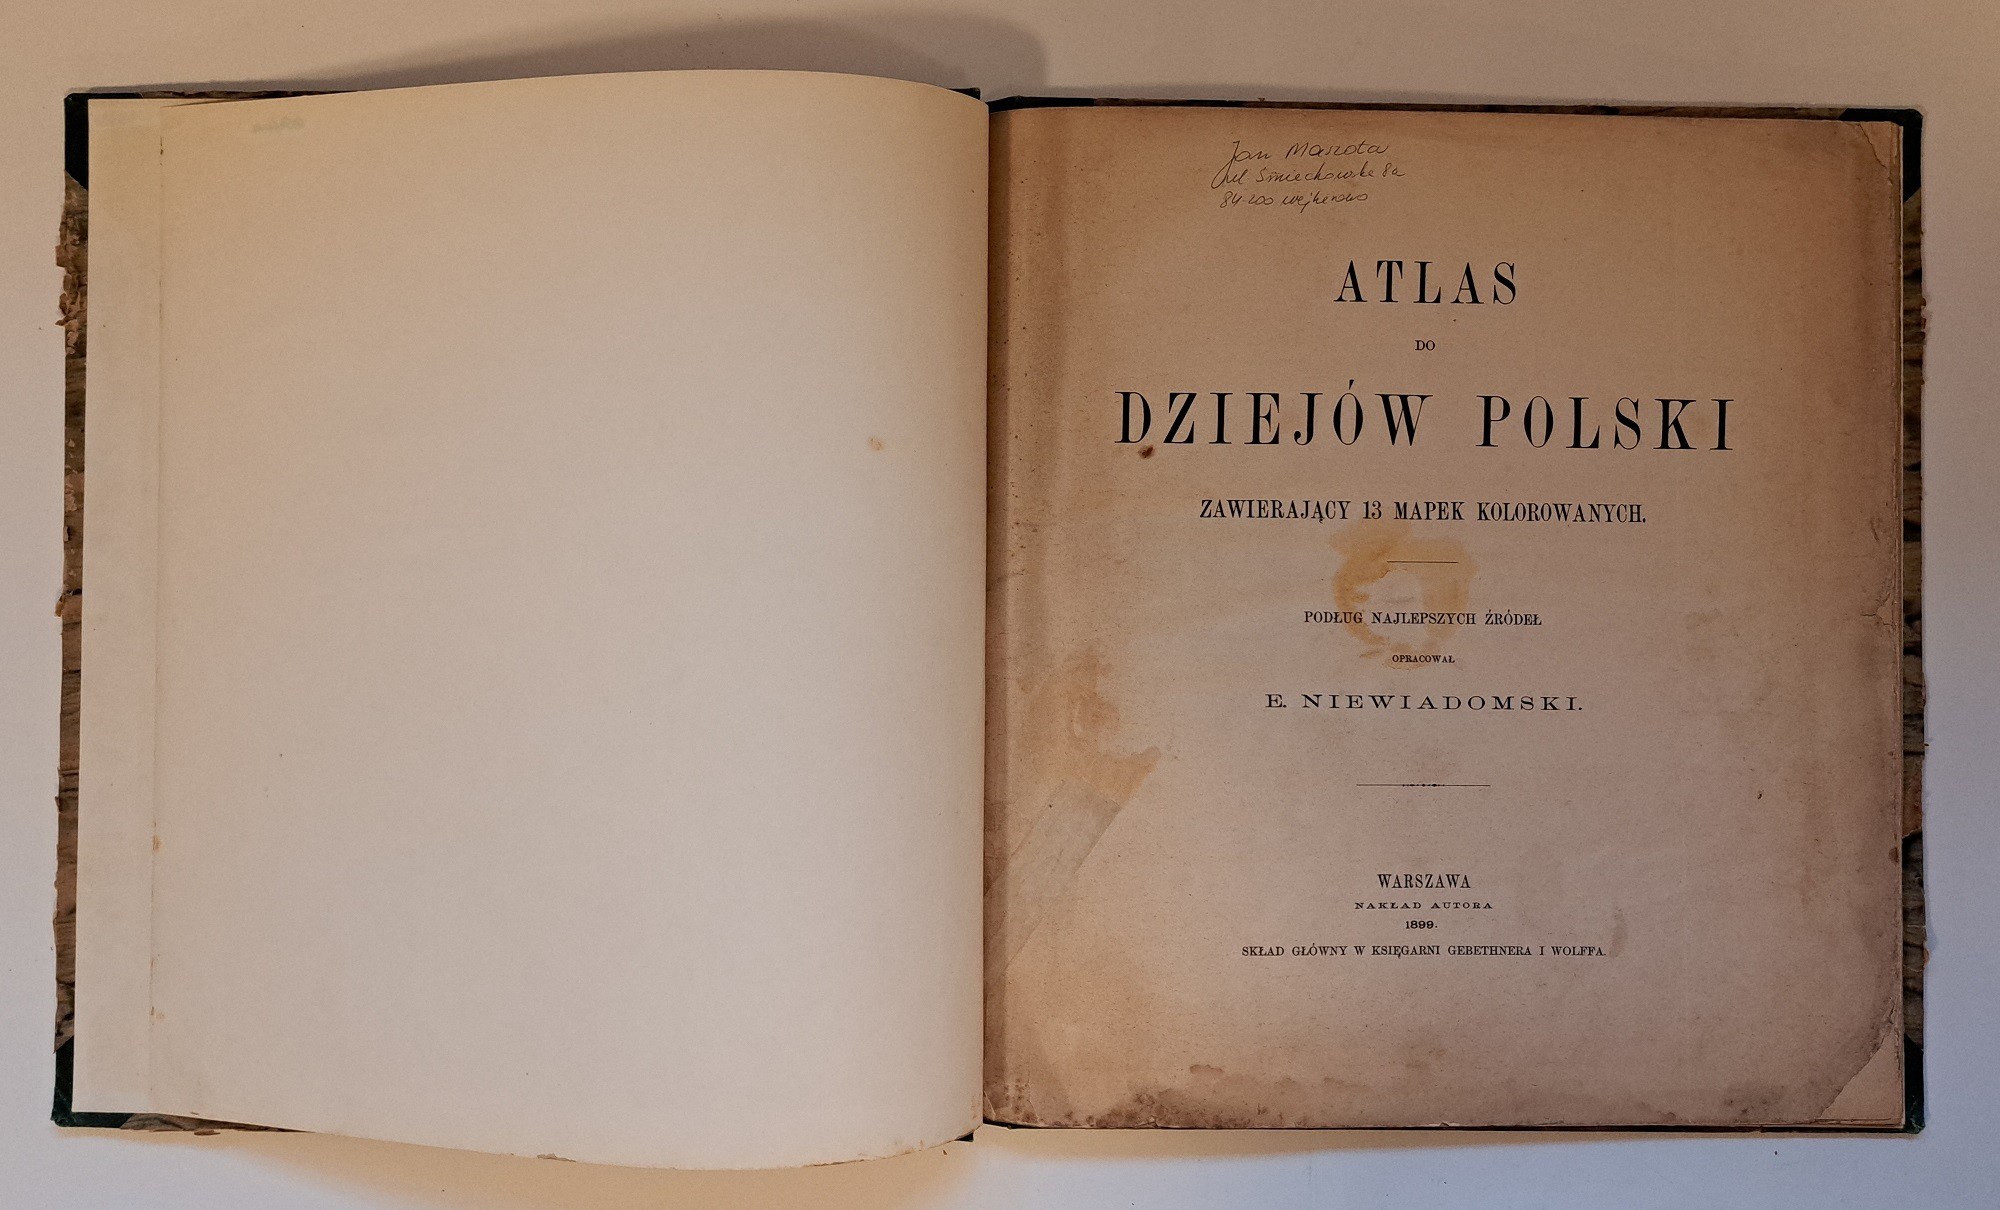 Jan Maszota
ul Śmiechowska 8a
84-200 Wejherowo
ATLAS
DO
DZIEJÓW POLSKI
ZAWIERAJĄCY 13 MAPEK KOLOROWANYCH.
PODŁUG NAJLEPSZYCH ŹRÓDEŁ
OPRACOWAŁ
E. NIEWIADOMSKI.
WARSZAWA
NAKŁAD AUTORA
1899.
SKŁAD GŁÓWNY W KSIĘGARNI GEBETHNERA I WOLFFA.